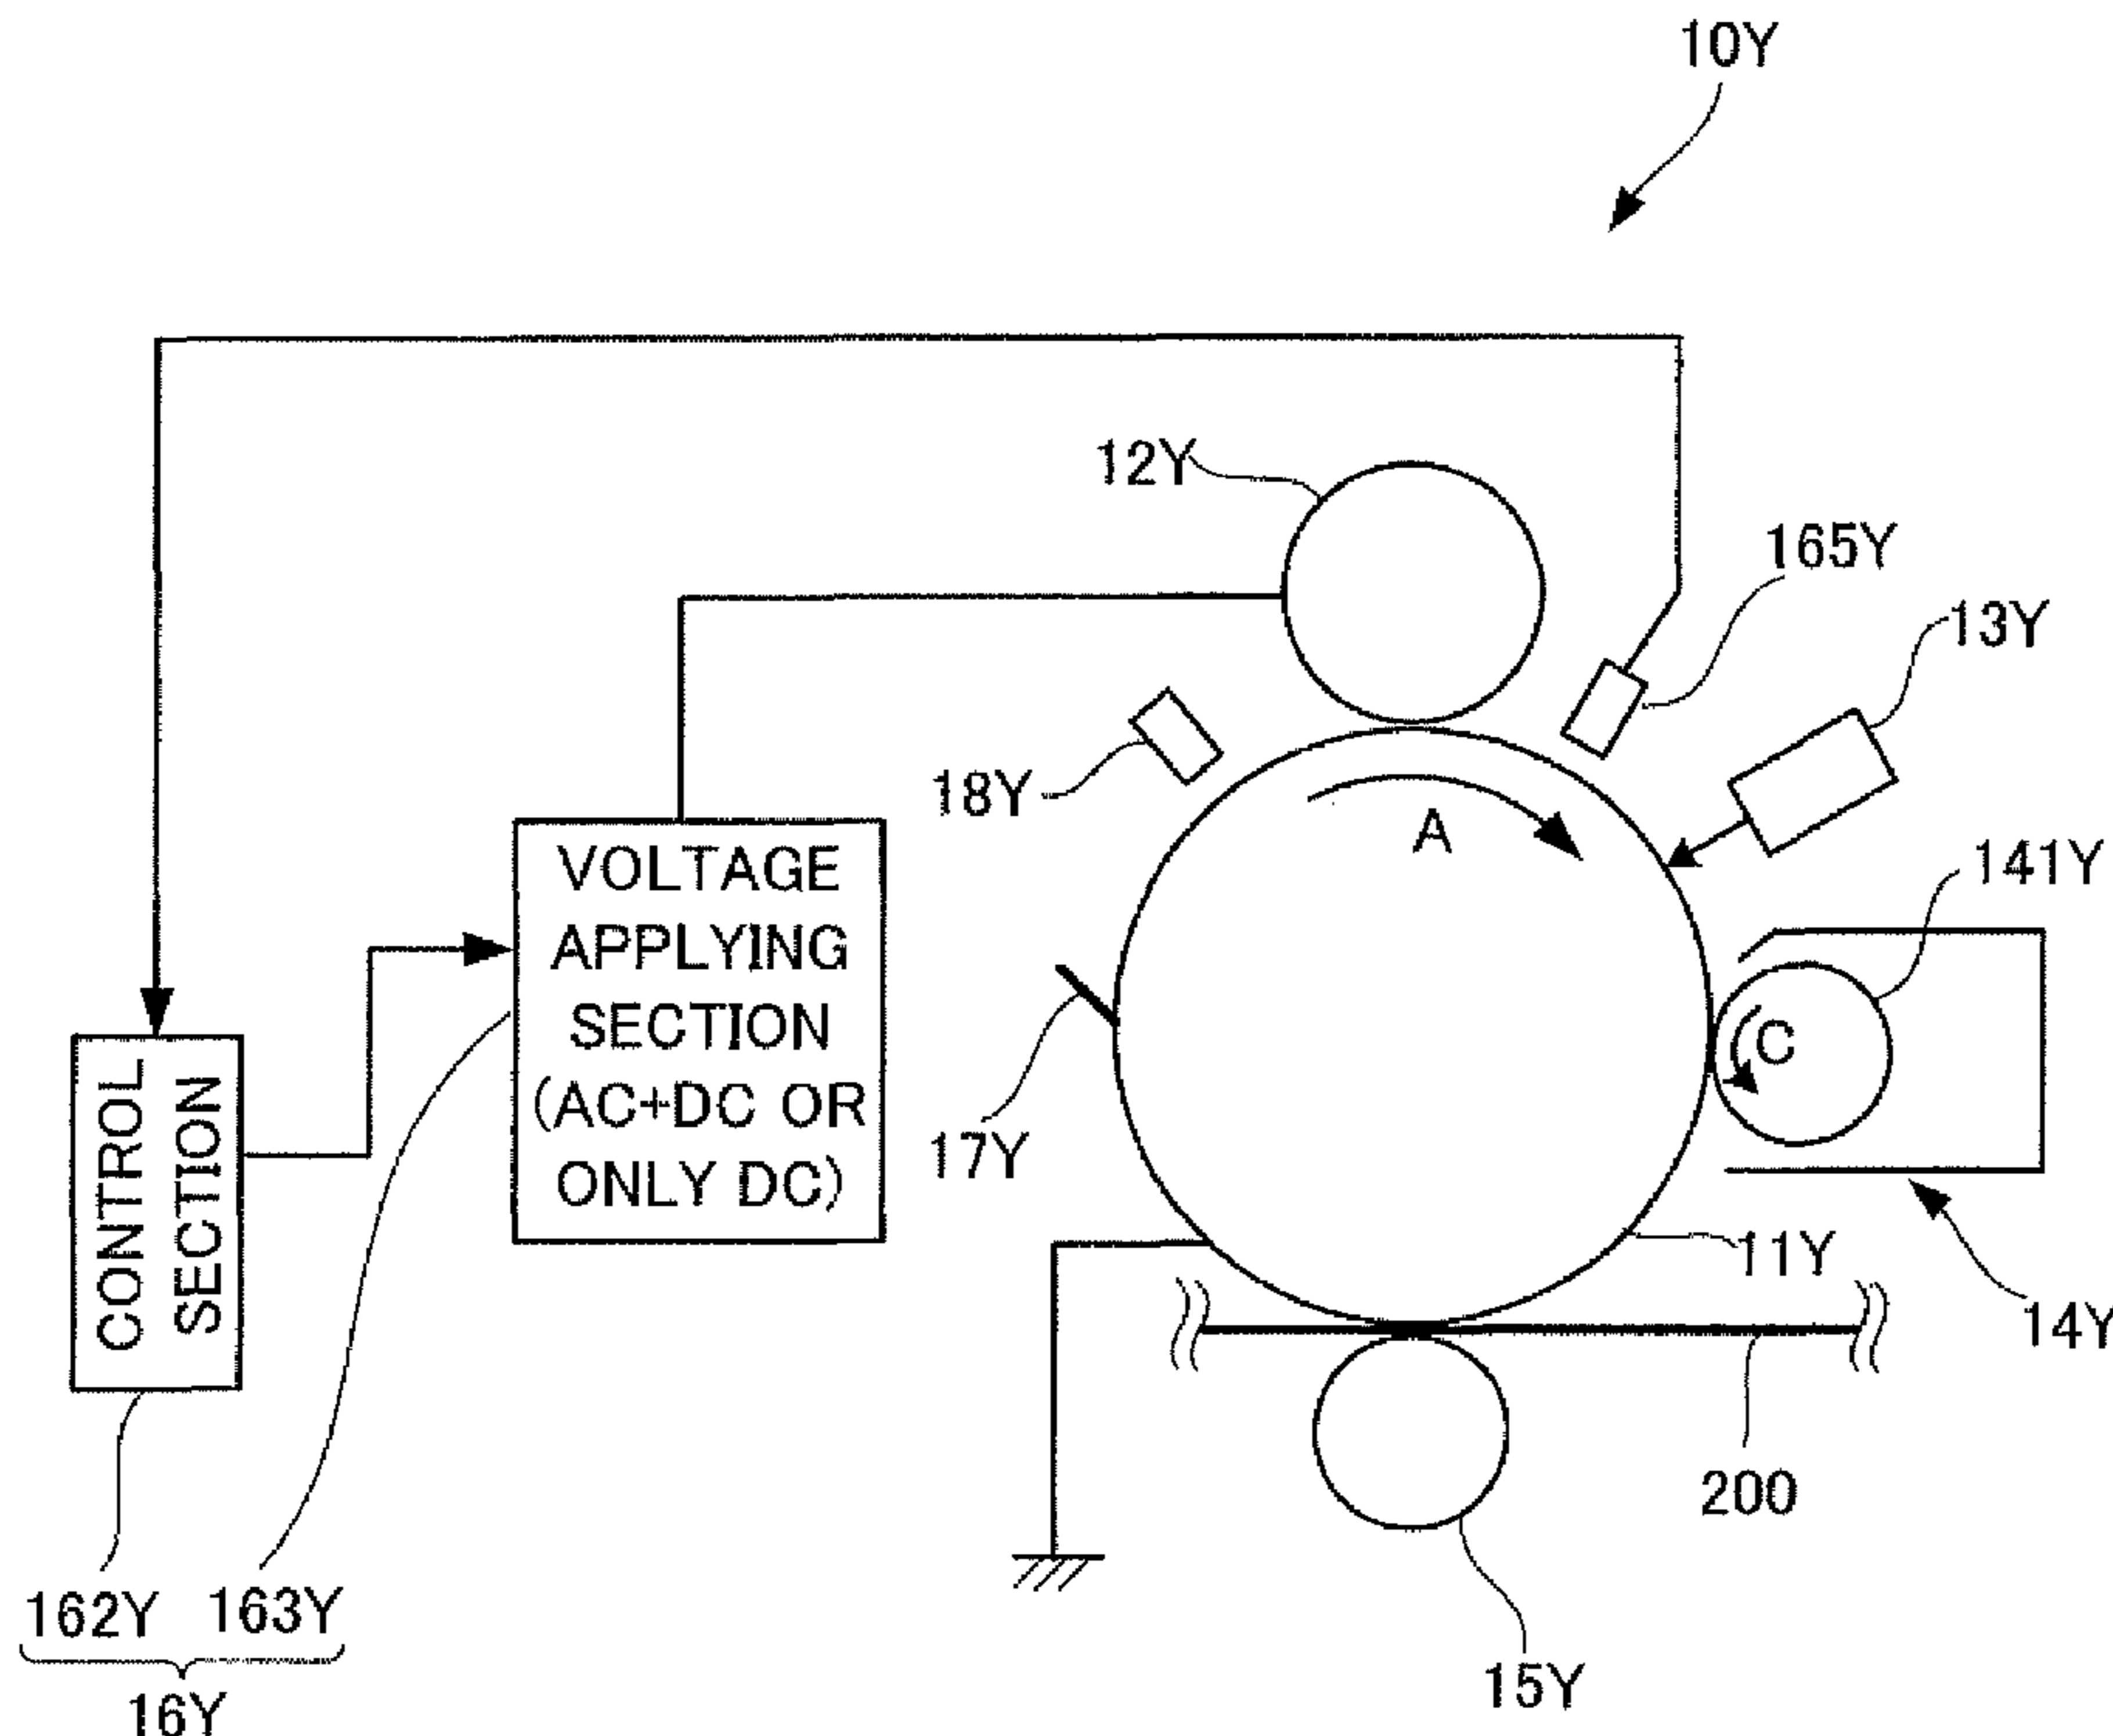 10Y
12Y
165Y
13Y
18Y
A
141Y
VOLTAGE
APPLYING
SECTION
(AC+DC OR
ONLY DC)
C
CONTROL
SECTION
17Y
11Y
14Y
200
162Y 163Y
16Y
15Y